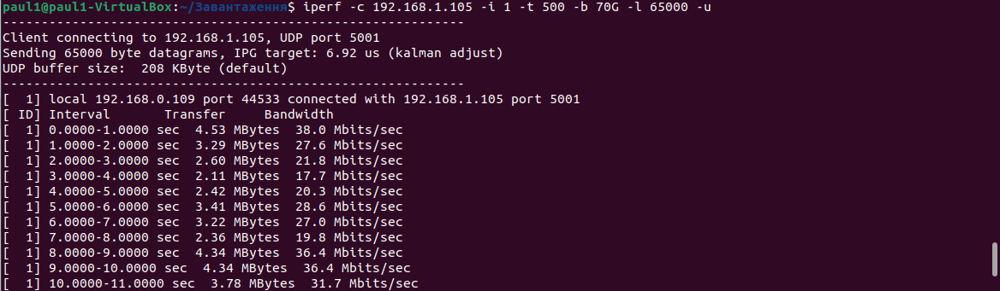 paul1@paul1-VirtualBox:~/Завантаження$ iperf -c 192.168.1.105 -i 1 -t 500 -b 70G -l 65000 -u
------------------------------------------------------------
Client connecting to 192.168.1.105, UDP port 5001
Sending 65000 byte datagrams, IPG target: 6.92 us (kalman adjust)
UDP buffer size:  208 KByte (default)
------------------------------------------------------------
[  1] local 192.168.0.109 port 44533 connected with 192.168.1.105 port 5001
[ ID] Interval       Transfer     Bandwidth
[  1] 0.0000-1.0000 sec  4.53 MBytes  38.0 Mbits/sec
[  1] 1.0000-2.0000 sec  3.29 MBytes  27.6 Mbits/sec
[  1] 2.0000-3.0000 sec  2.60 MBytes  21.8 Mbits/sec
[  1] 3.0000-4.0000 sec  2.11 MBytes  17.7 Mbits/sec
[  1] 4.0000-5.0000 sec  2.42 MBytes  20.3 Mbits/sec
[  1] 5.0000-6.0000 sec  3.41 MBytes  28.6 Mbits/sec
[  1] 6.0000-7.0000 sec  3.22 MBytes  27.0 Mbits/sec
[  1] 7.0000-8.0000 sec  2.36 MBytes  19.8 Mbits/sec
[  1] 8.0000-9.0000 sec  4.34 MBytes  36.4 Mbits/sec
[  1] 9.0000-10.0000 sec  4.34 MBytes  36.4 Mbits/sec
[  1] 10.0000-11.0000 sec  3.78 MBytes  31.7 Mbits/sec